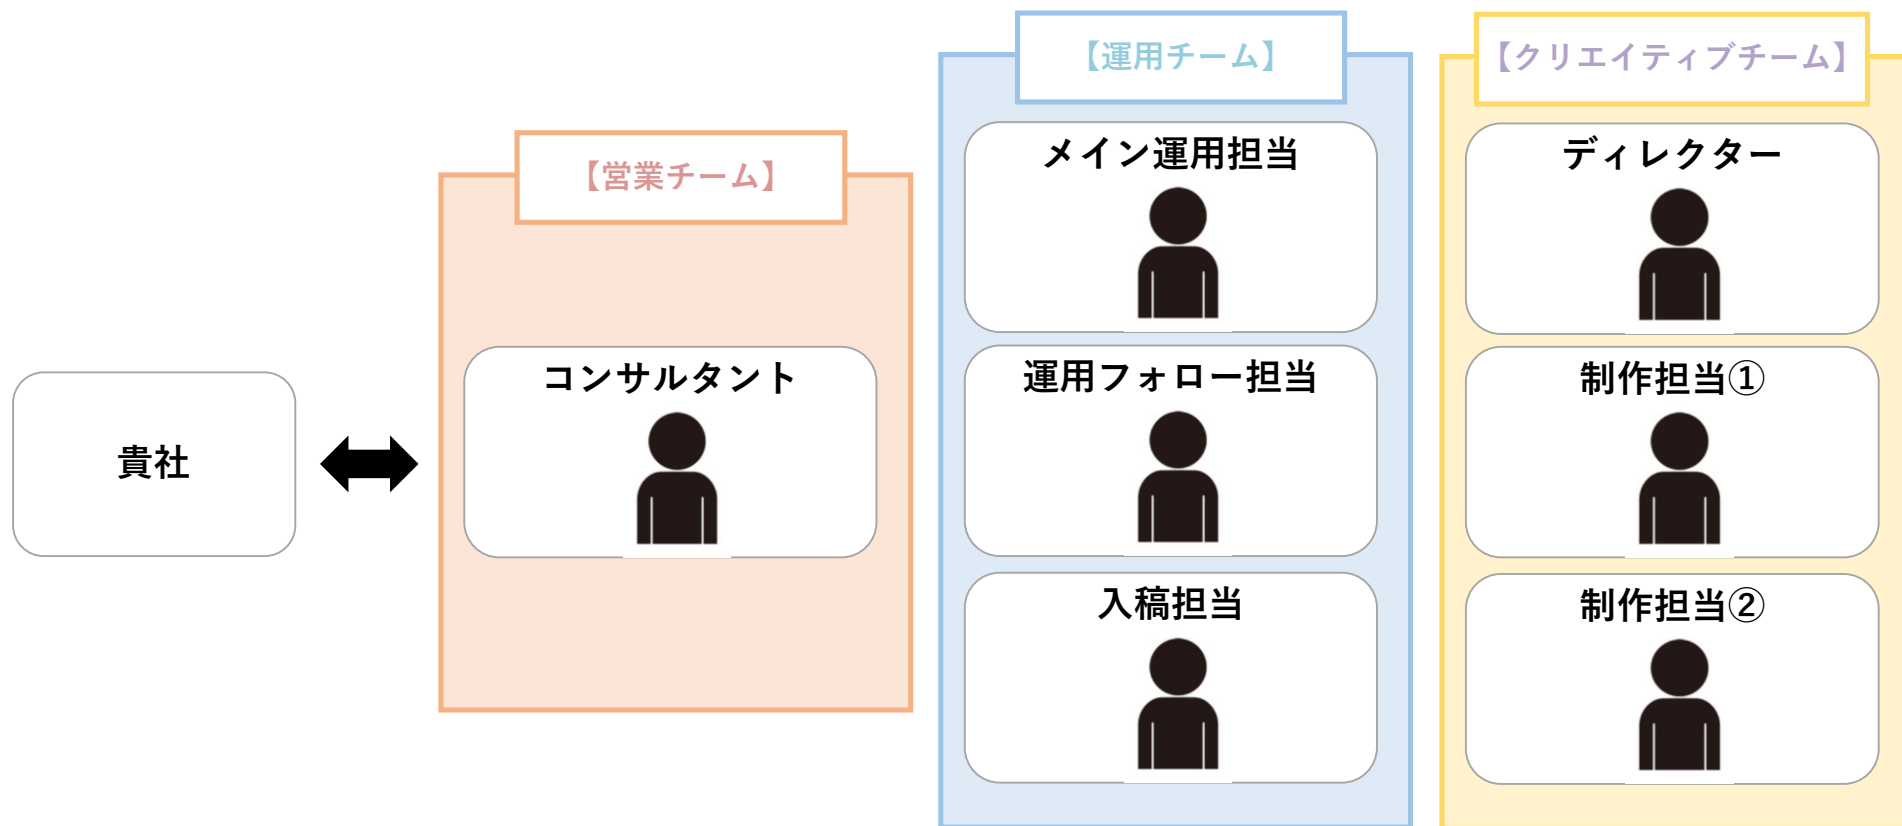 貴社
【営業チーム】
コンサルタント
【運用チーム】
メイン運用担当
運用フォロー担当
入稿担当
【クリエイティブチーム】
ディレクター
制作担当①
制作担当②